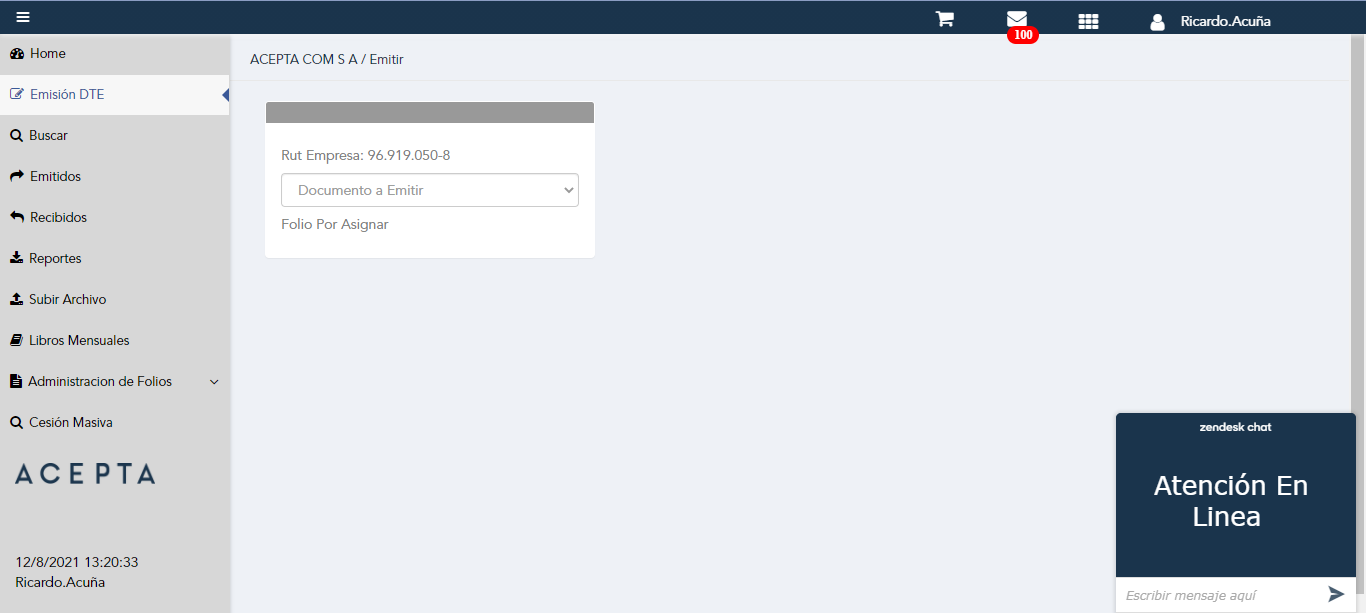 Ricardo.Acuña
100
Home
Emisión DTE
Buscar
Emitidos
Recibidos
Reportes
Subir Archivo
Libros Mensuales
Administracion de Folios
Cesión Masiva
ACEPTA
12/8/2021 13:20:33
Ricardo.Acuña
ACEPTA COM S A / Emitir
Rut Empresa: 96.919.050-8
Documento a Emitir
Folio Por Asignar
zendesk chat
Atención En
Linea
Escribir mensaje aquí